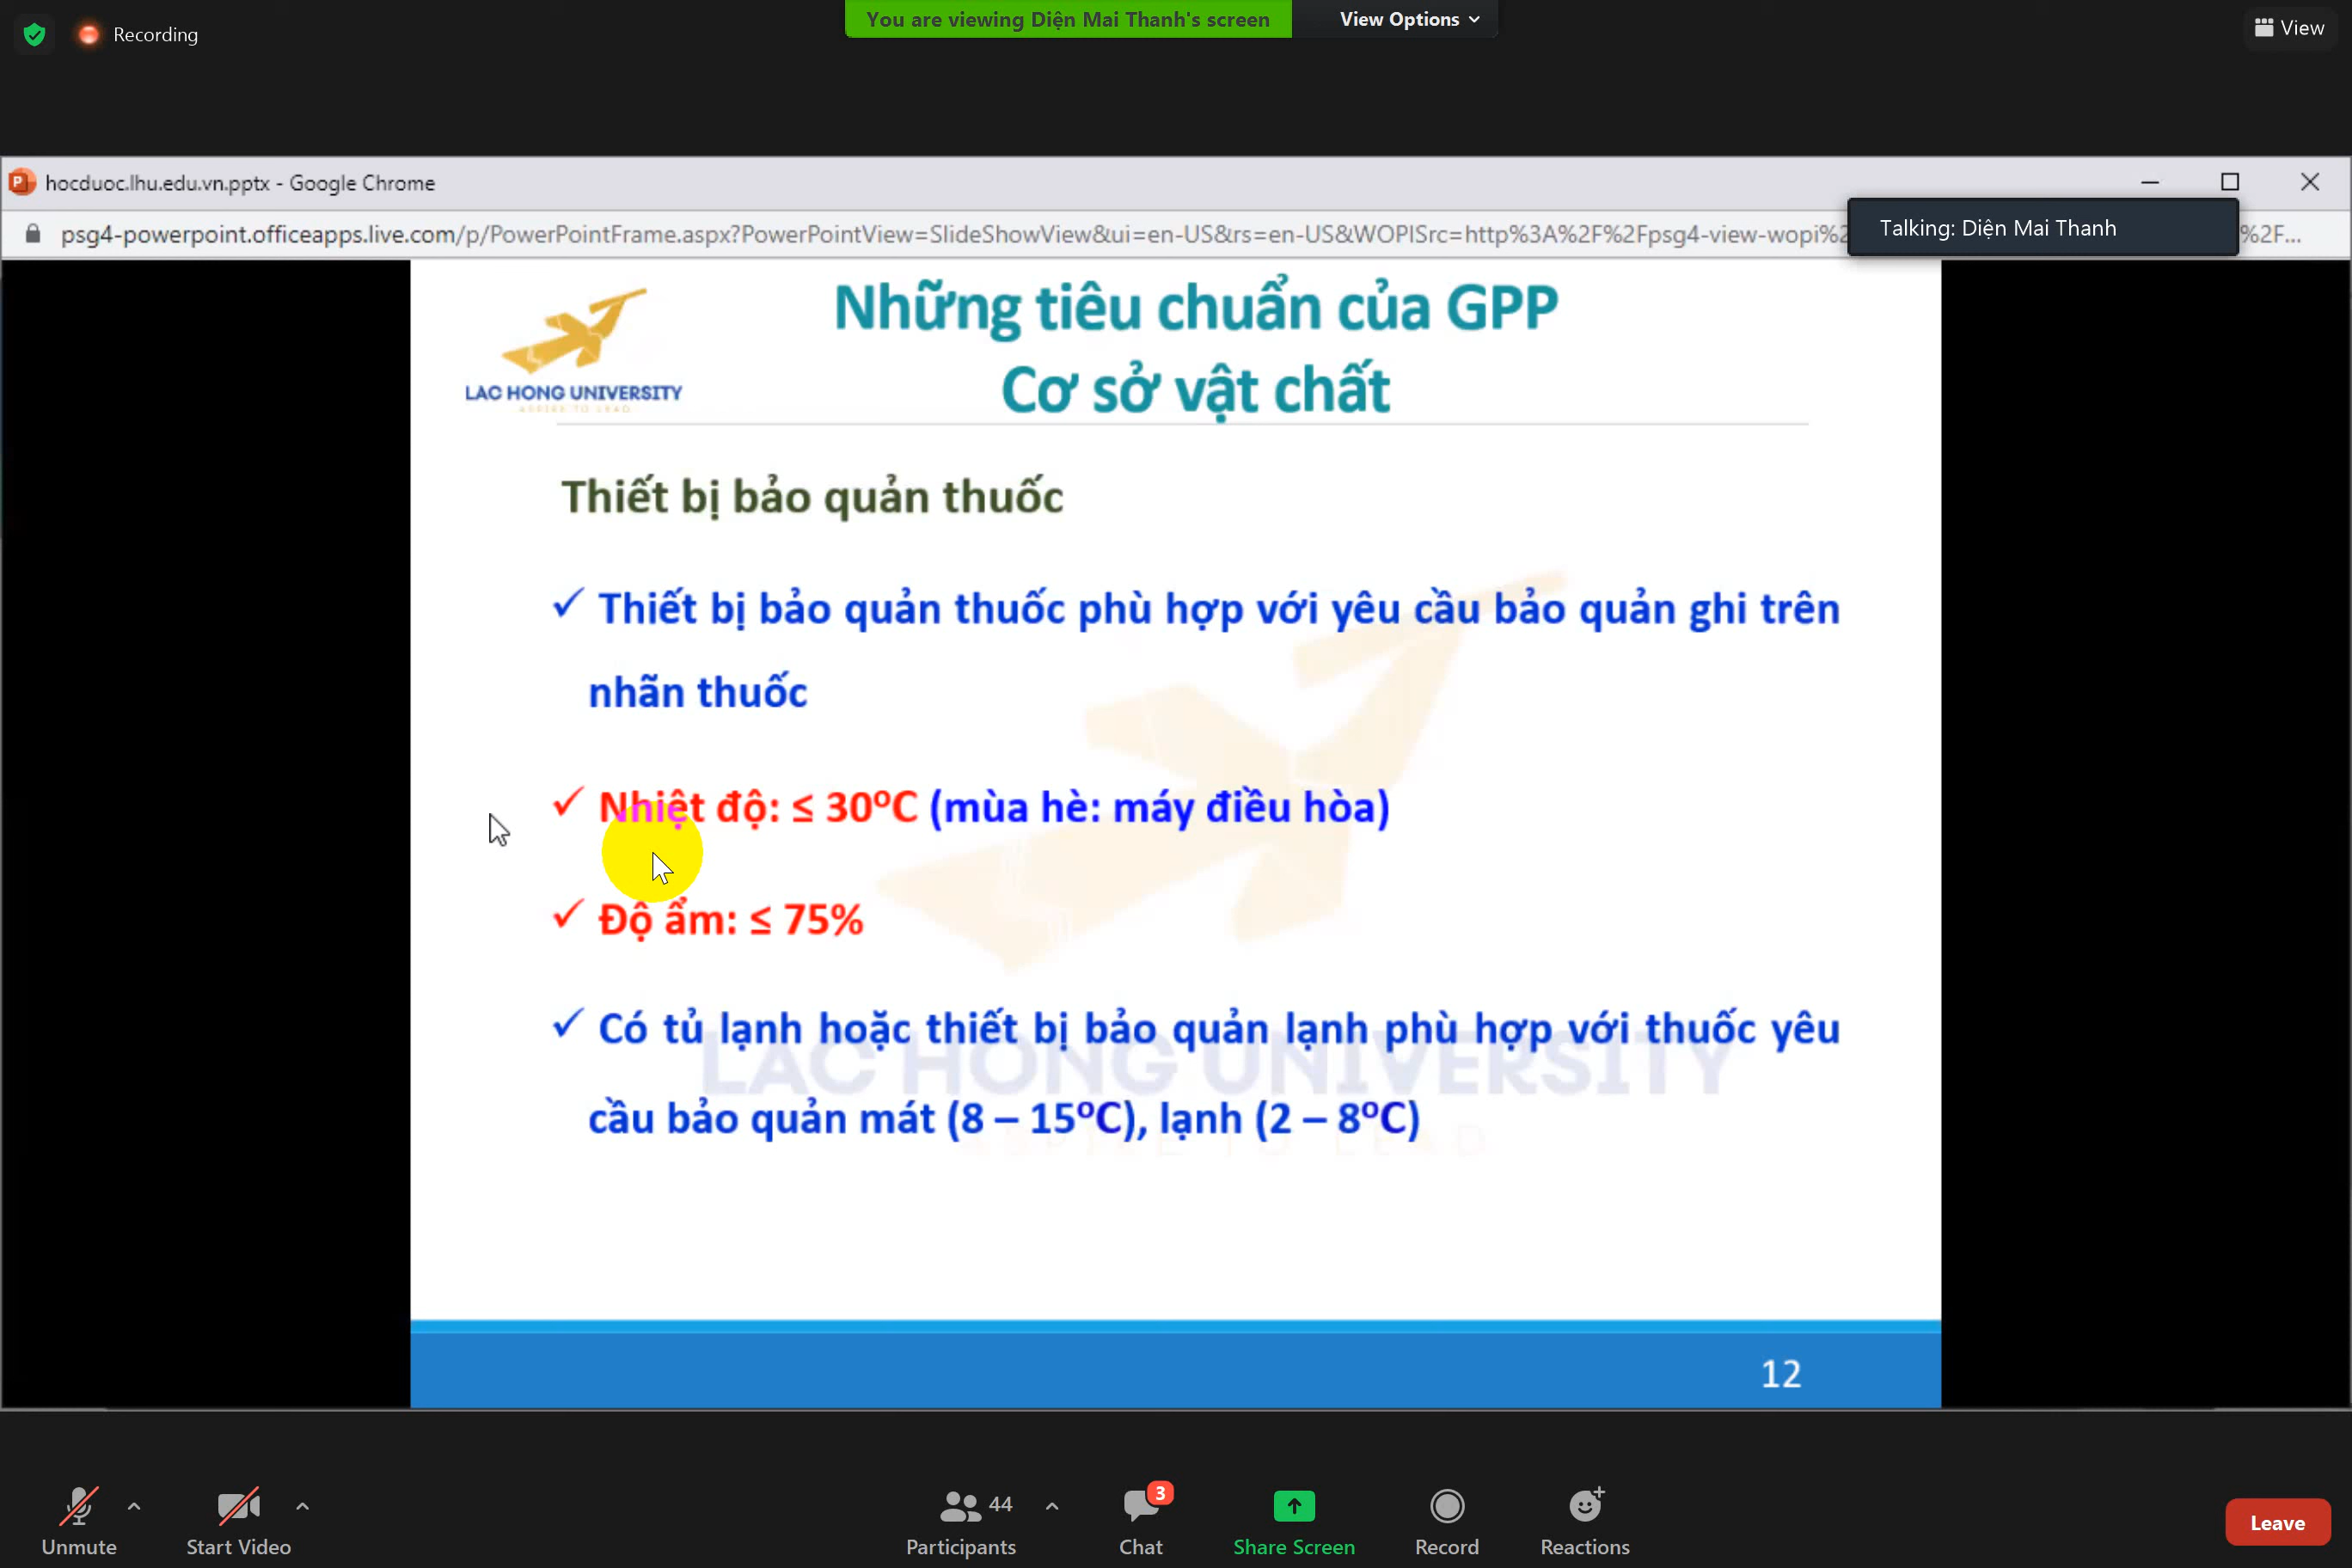 You are viewing Diện Mai Thanh's screen
View Options
Recording
View
hocduoc.lhu.edu.vn.pptx - Google Chrome
psg4-powerpoint.officeapps.live.com/p/PowerPointFrame.aspx?PowerPointView=SlideShowView&ui=en-US&rs=en-US&WOPISrc=http%3A%2F%2Fpsg4-view-wopi%2
%2F...
Talking: Diện Mai Thanh
LAC HONG UNIVERSITY
ASPIRE TO LEAD
Những tiêu chuẩn của GPP
Cơ sở vật chất
Thiết bị bảo quản thuốc
✓ Thiết bị bảo quản thuốc phù hợp với yêu cầu bảo quản ghi trên
nhãn thuốc
✓ Nhiệt độ: ≤ 30ºC (mùa hè: máy điều hòa)
✓ Độ ẩm: ≤ 75%
✓ Có tủ lạnh hoặc thiết bị bảo quản lạnh phù hợp với thuốc yêu
cầu bảo quản mát (8 – 15ºC), lạnh (2 – 8ºC)
LAC HONG UNIVERSITY
12
44
3
Unmute
Start Video
Participants
Chat
Share Screen
Record
Reactions
Leave